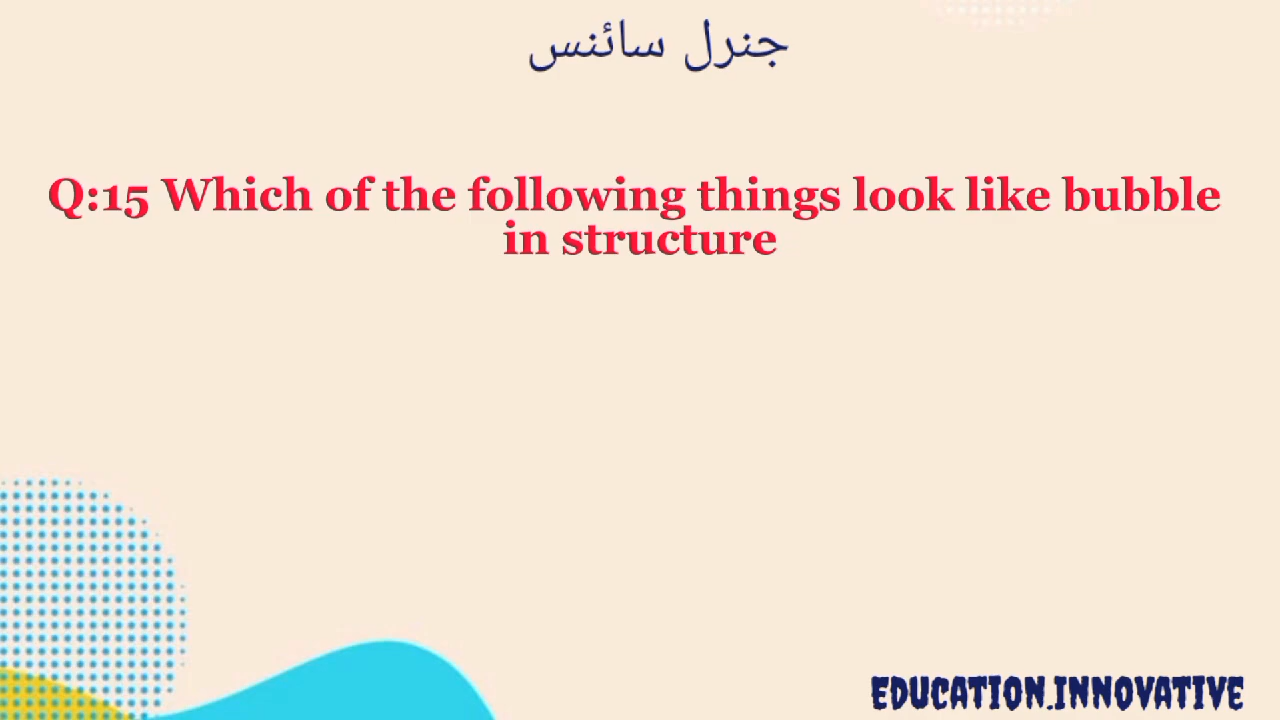 جنرل سائنس
Q:15 Which of the following things look like bubble
in structure
EDUCATION.INNOVATIVE